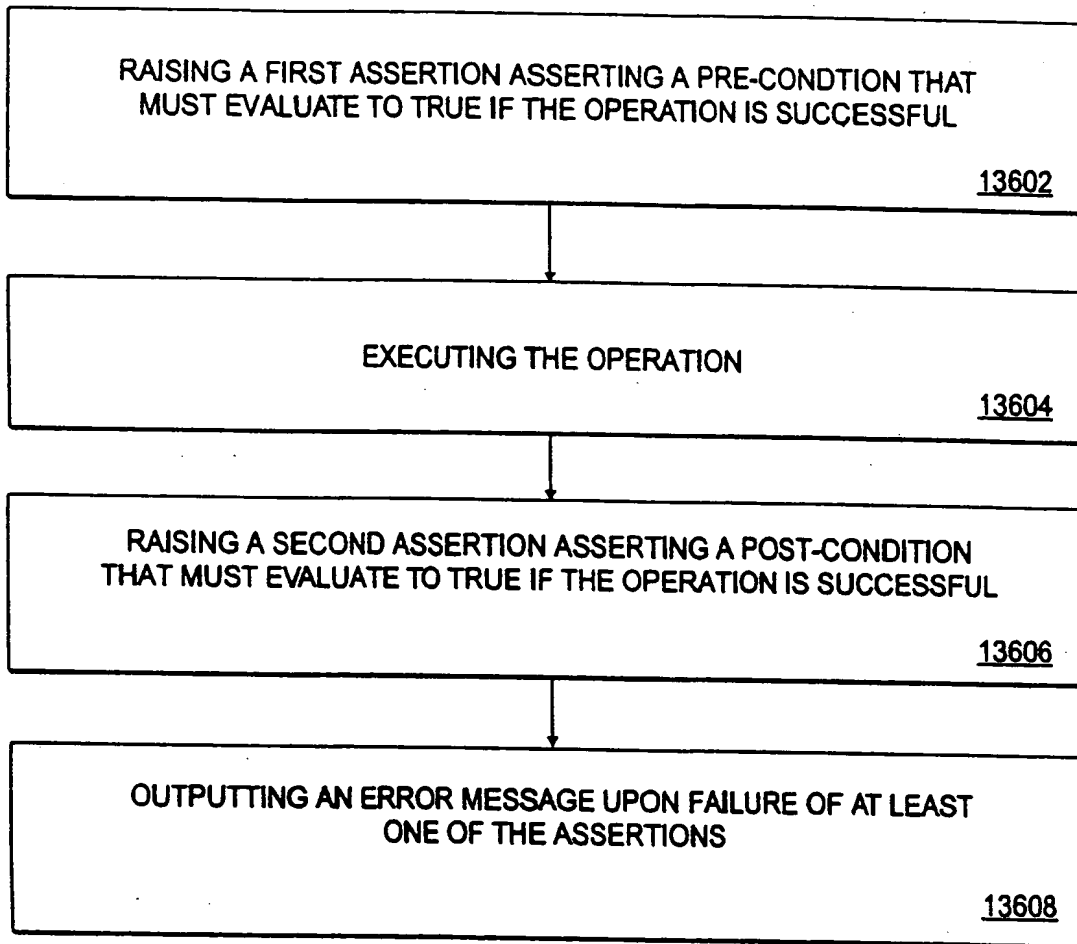 RAISING A FIRST ASSERTION ASSERTING A PRE-CONDTION THAT
MUST EVALUATE TO TRUE IF THE OPERATION IS SUCCESSFUL
13602
EXECUTING THE OPERATION
13604
RAISING A SECOND ASSERTION ASSERTING A POST-CONDITION
THAT MUST EVALUATE TO TRUE IF THE OPERATION IS SUCCESSFUL
13606
OUTPUTTING AN ERROR MESSAGE UPON FAILURE OF AT LEAST
ONE OF THE ASSERTIONS
13608